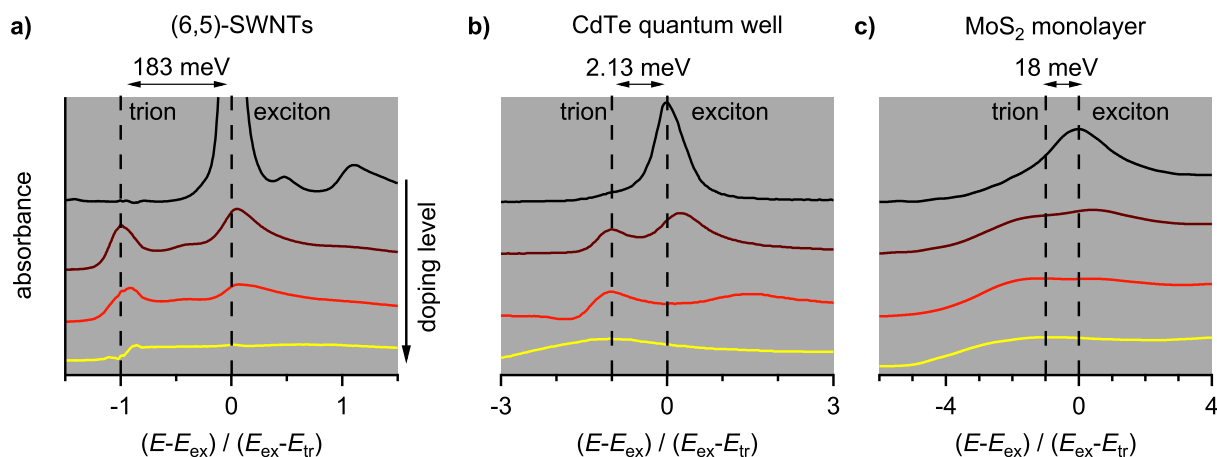 a) (6,5)-SWNTs
183 meV
trion exciton
absorbance
doping level
-1 0 1
(E-Eex) / (Eex-Etr)
b) CdTe quantum well
2.13 meV
trion exciton
-3 0 3
(E-Eex) / (Eex-Etr)
c) MoS2 monolayer
18 meV
trion exciton
-4 0 4
(E-Eex) / (Eex-Etr)